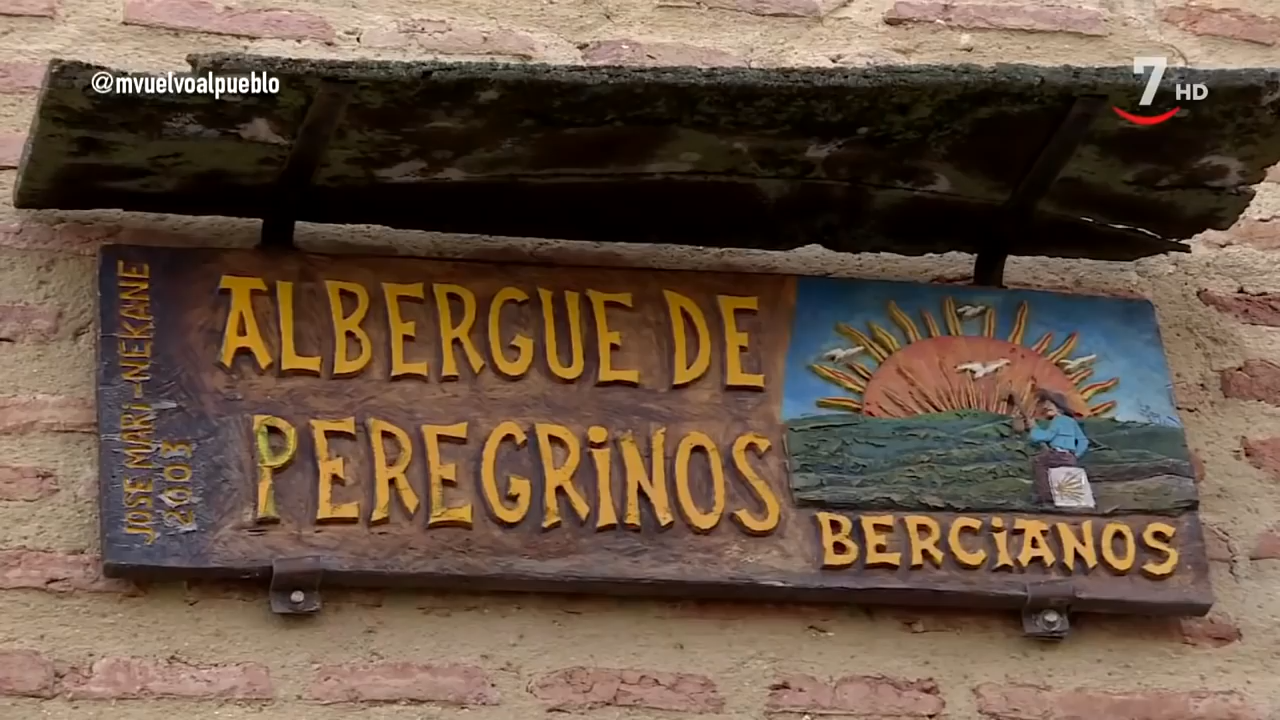 @mvuelvoalpueblo
7 HD
ALBERGUE DE
PEREGRINOS
BERCIANOS
JOSE MARI-NEKANE
2003